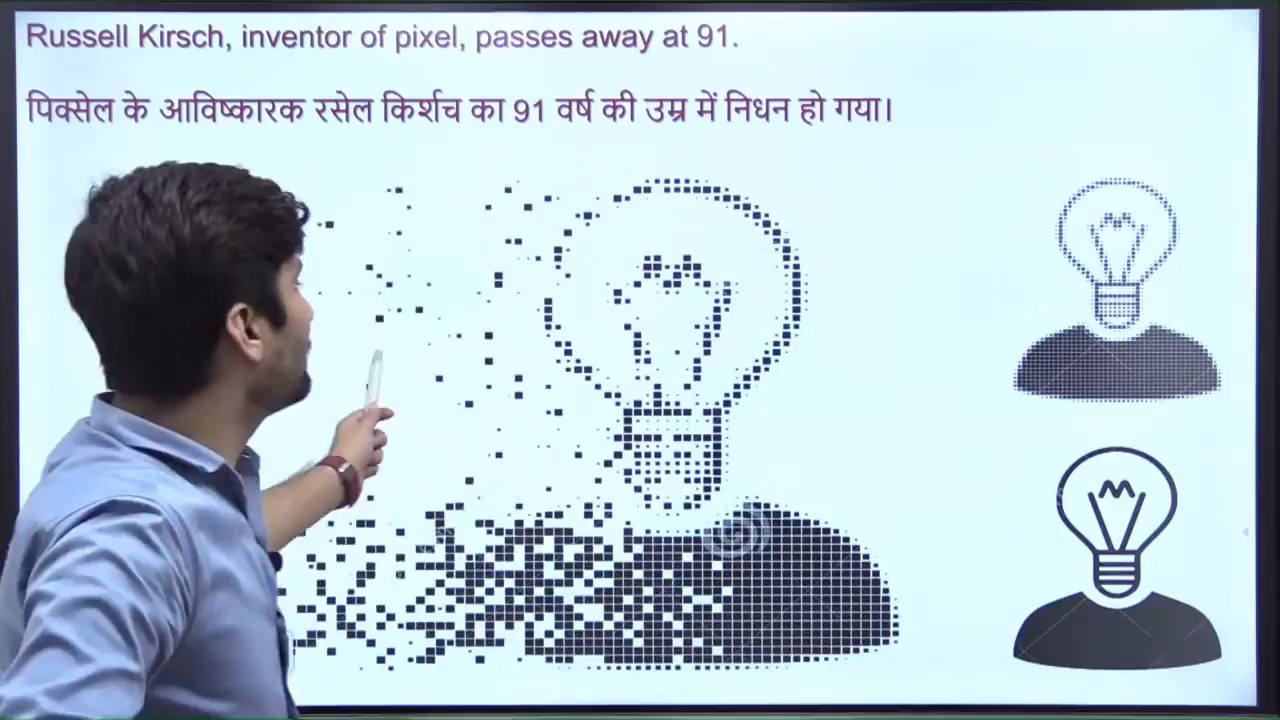 Russell Kirsch, inventor of pixel, passes away at 91.
पिक्सेल के आविष्कारक रसेल किर्शच का 91 वर्ष की उम्र में निधन हो गया।